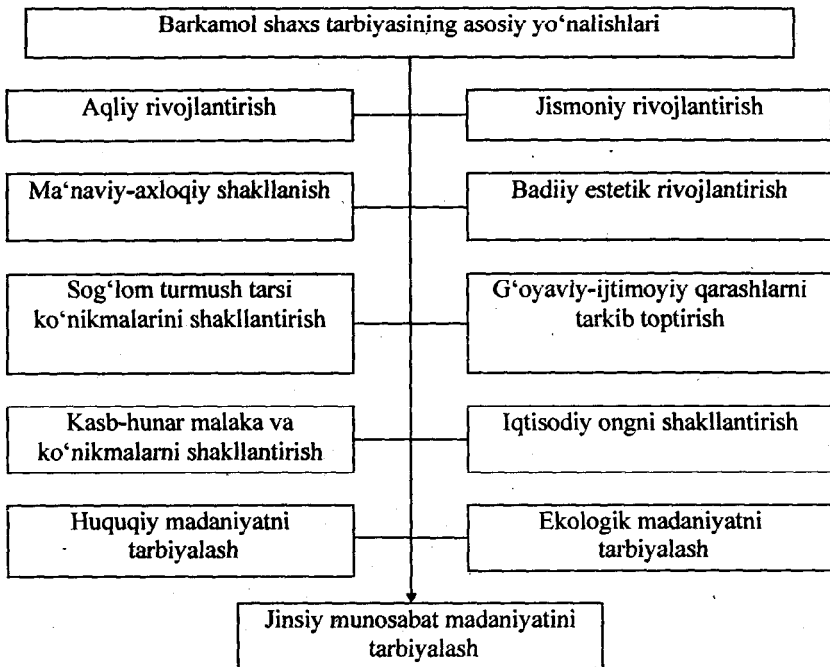 Barkamol shaxs tarbiyasining asosiy yo‘nalishlari
Aqliy rivojlantirish
Jismoniy rivojlantirish
Ma‘naviy-axloqiy shakllanish
Badiiy estetik rivojlantirish
Sog‘lom turmush tarsi
ko‘nikmalarini shakllantirish
G‘oyaviy-ijtimoyiy qarashlarni
tarkib toptirish
Kasb-hunar malaka va
ko‘nikmalarni shakllantirish
Iqtisodiy ongni shakllantirish
Huquqiy madaniyatni
tarbiyalash
Ekologik madaniyatni
tarbiyalash
Jinsiy munosabat madaniyatini
tarbiyalash